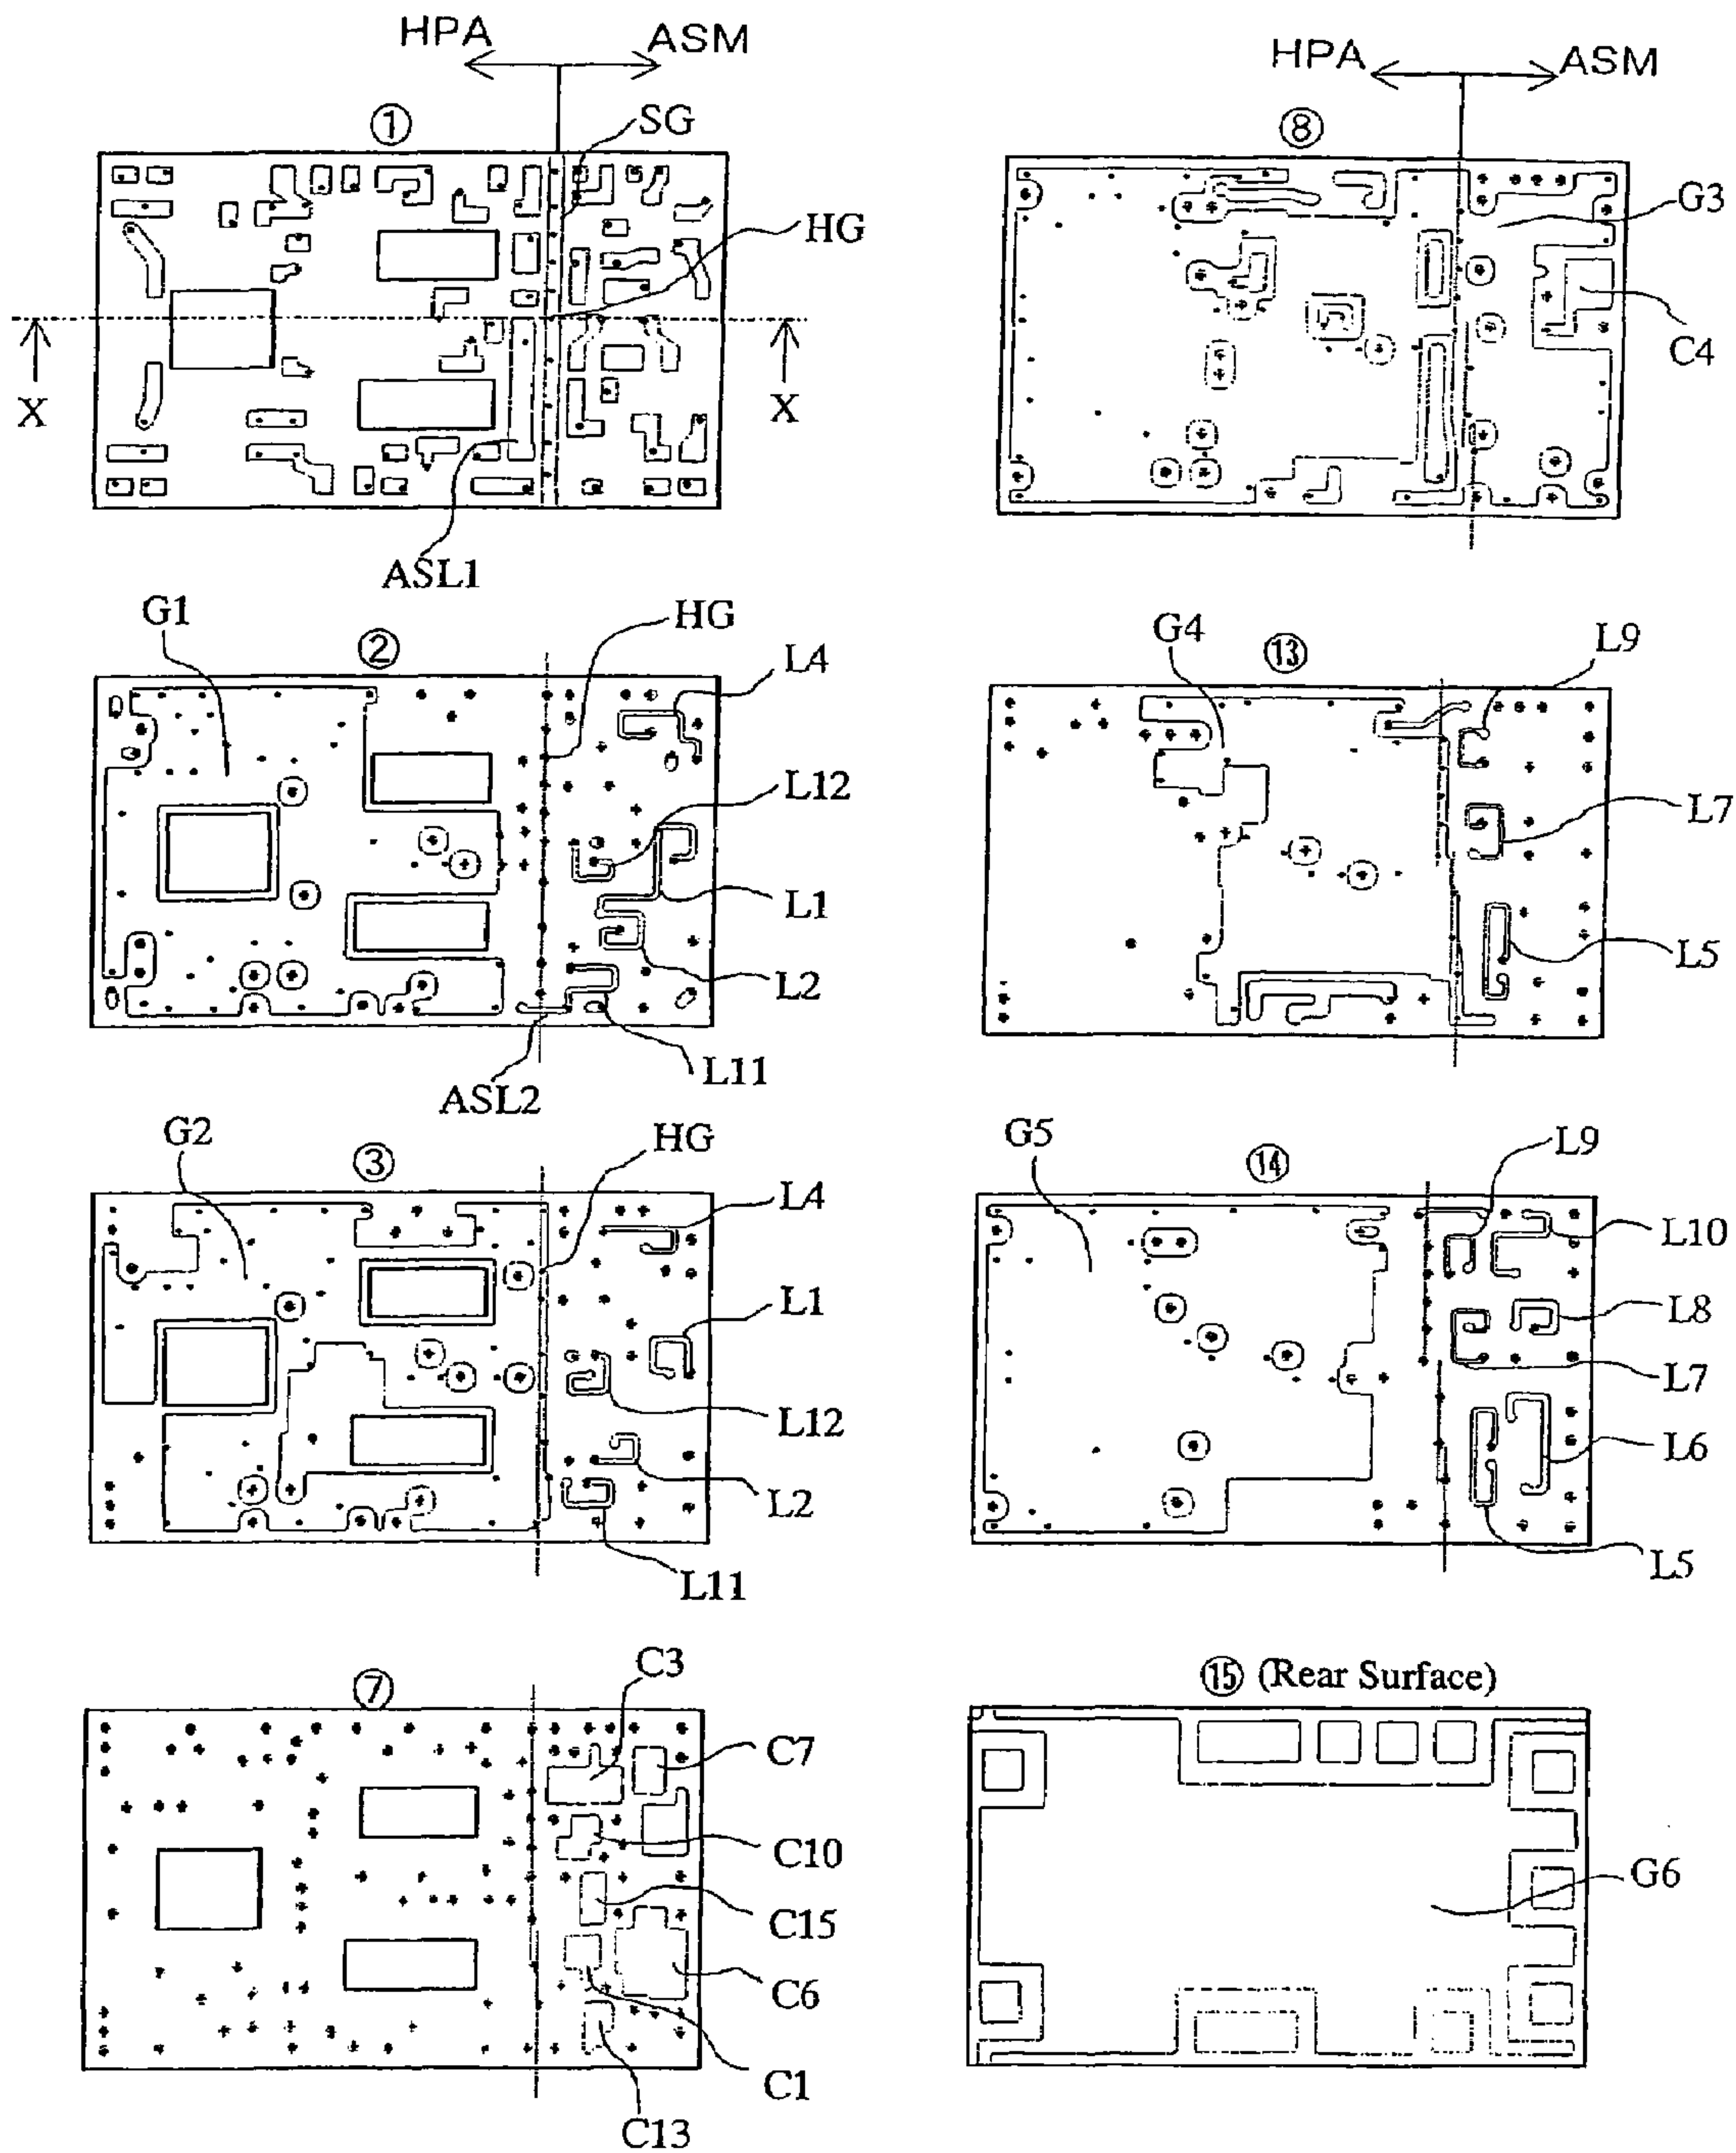 HPA ASM
① SG
HG
X X
ASL1
HPA ASM
⑧
G3
C4
G1 ② HG
L4
L12
L1
L2
L11
ASL2
G4 ⑬ L9
L7
L5
G2 ③ HG
L4
L1
L12
L2
L11
G5 ⑭ L9
L10
L8
L7
L6
L5
⑦ C3
C7
C10
C15
C6
C1
C13
⑮ (Rear Surface)
G6